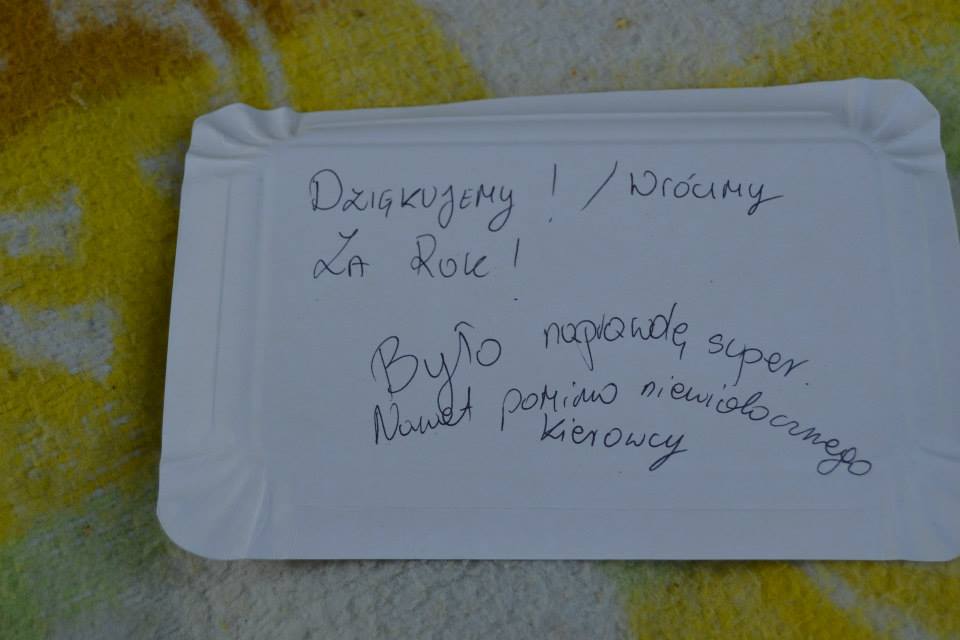 DZIĘKUJEMY ! / WRÓCIMY
ZA ROK !
Było naprawdę super.
Nawet pomimo niewidocznego
kierowcy